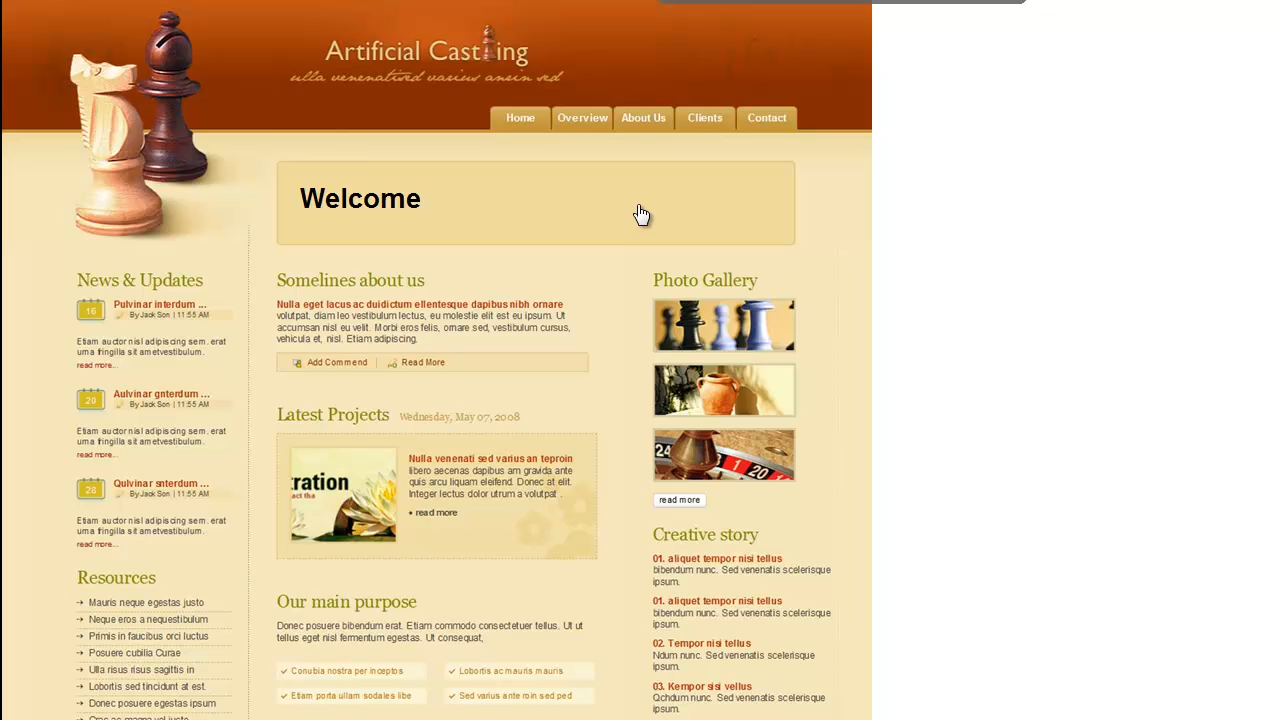 Artificial Cast ing
ulla venenatised varius anein sed
Home
Overview
About Us
Clients
Contact
Welcome
News & Updates
16
Pulvinar interdum ...
By Jack Son | 11:55 AM
Etiam auctor nisl adipiscing sem. erat
urna fringilla sit ametvestibulum.
read more...
20
Aulvinar gnterdum ...
By Jack Son | 11:55 AM
Etiam auctor nisl adipiscing sem. erat
urna fringilla sit ametvestibulum.
read more...
28
Qulvinar snterdum ...
By Jack Son | 11:55 AM
Etiam auctor nisl adipiscing sem. erat
urna fringilla sit ametvestibulum.
read more...
Resources
Mauris neque egestas justo
Neque eros a nequestibulum
Primis in faucibus orci luctus
Posuere cubilia Curae
Ulla risus risus sagittis in
Lobortis sed tincidunt at est.
Donec posuere egestas ipsum
Cras ac magna vel justo
Somelines about us
Nulla eget lacus ac duidictum ellentesque dapibus nibh ornare
volutpat, diam leo vestibulum lectus, eu molestie elit est eu ipsum. Ut
accumsan nisl eu velit. Morbi eros felis, ornare sed, vestibulum cursus,
vehicula et, nisl. Etiam adipiscing.
Add Commend | Read More
Latest Projects Wednesday, May 07, 2008
tration
act tha
Nulla venenati sed varius an teproin
libero aecenas dapibus am gravida ante
quis arcu liquam eleifend. Donec at elit.
Integer lectus dolor utrum a volutpat .
• read more
Our main purpose
Donec posuere bibendum erat. Etiam commodo consectetuer tellus. Ut ut
tellus eget nisl fermentum egestas. Ut consequat,
Conubia nostra per inceptos
Lobortis ac mauris mauris
Etiam porta ullam sodales libe
Sed varius ante roin sed ped
Photo Gallery
24
1
20
read more
Creative story
01. aliquet tempor nisi tellus
bibendum nunc. Sed venenatis scelerisque
ipsum.
01. aliquet tempor nisi tellus
bibendum nunc. Sed venenatis scelerisque
ipsum.
02. Tempor nisi tellus
Ndum nunc. Sed venenatis scelerisque
ipsum.
03. Kempor sisi vellus
Qchdum nunc. Sed venenatis scelerisque
ipsum.